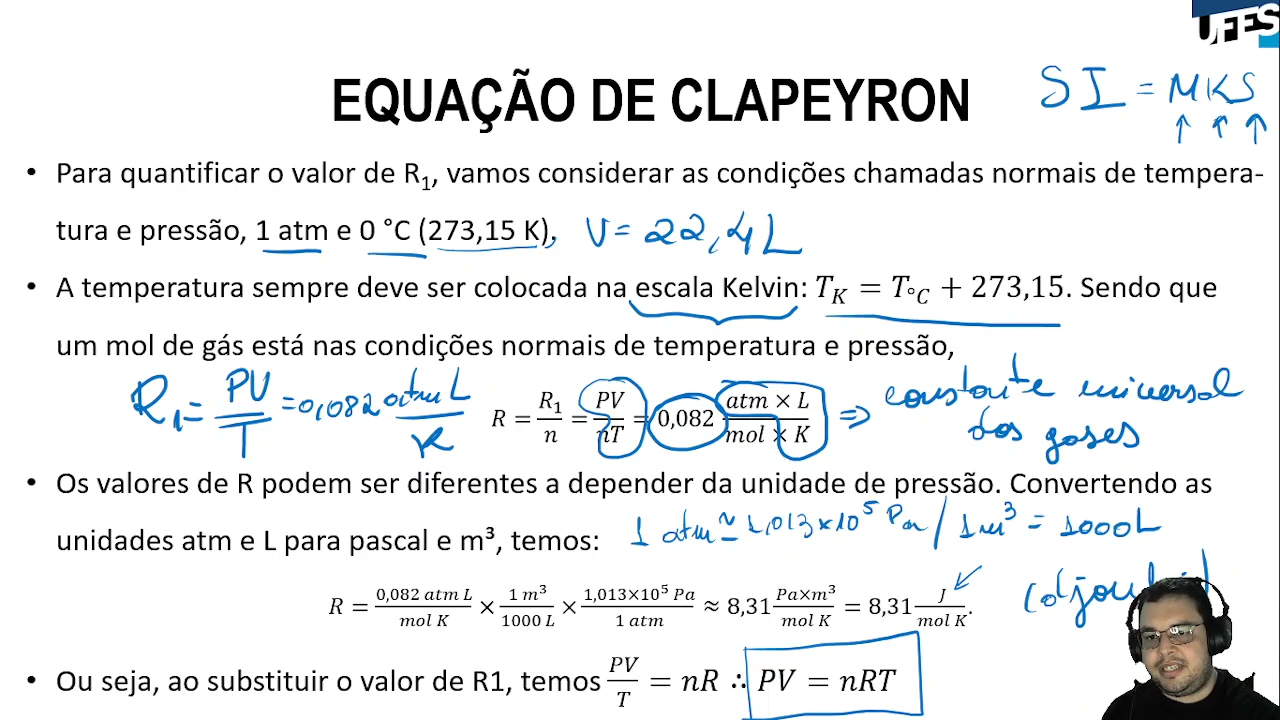 UFES
EQUAÇÃO DE CLAPEYRON
SI = MKS
• Para quantificar o valor de R₁, vamos considerar as condições chamadas normais de tempera-
tura e pressão, 1 atm e 0 °C (273,15 K). V = 22,4 L
• A temperatura sempre deve ser colocada na escala Kelvin: T_K = T_°C + 273,15. Sendo que
um mol de gás está nas condições normais de temperatura e pressão,
R₁ = PV/T = 0,082 atm L/K
R = R₁/n = PV/nT = 0,082 (atm × L)/(mol × K) ⇒ constante universal
dos gases
• Os valores de R podem ser diferentes a depender da unidade de pressão. Convertendo as
unidades atm e L para pascal e m³, temos: 1 atm ≃ 1,013×10⁵ Pa / 1 m³ = 1000L
R = (0,082 atm L)/(mol K) × (1 m³)/(1000 L) × (1,013×10⁵ Pa)/(1 atm) ≈ 8,31 (Pa×m³)/(mol K) = 8,31 J/(mol K).
• Ou seja, ao substituir o valor de R1, temos PV/T = nR ∴ PV = nRT